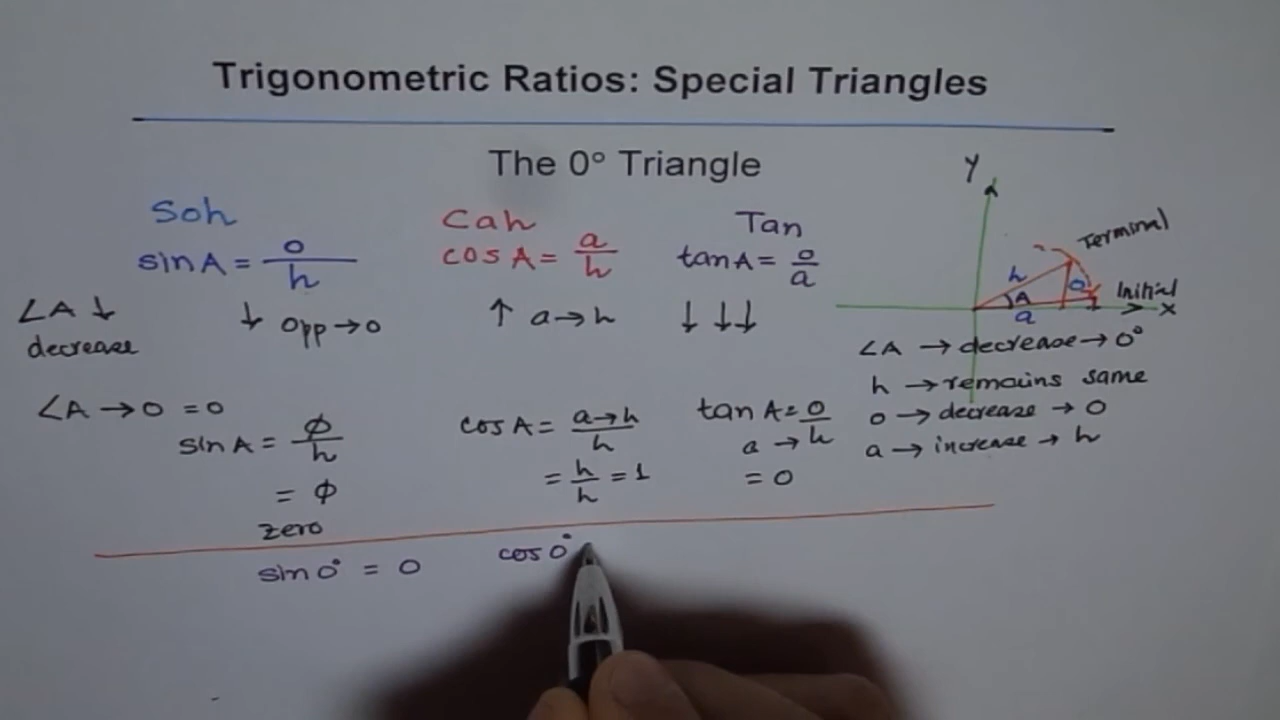 Trigonometric Ratios: Special Triangles
The 0° Triangle
Soh Cah Tan
sin A = o/h cos A = a/h tan A = o/a
∠A ↓ ↓ opp → 0 ↑ a → h ↓ ↓↓
decrease
∠A → 0 = 0
sin A = ϕ/h cos A = a→h/h tan A = 0/h
a →
= ϕ = h/h = 1 = 0
zero
sin 0° = 0 cos 0°
Y
Terminal
h
o
A
Initial
a
X
∠A → decrease → 0°
h → remains same
o → decrease → 0
a → increase → h